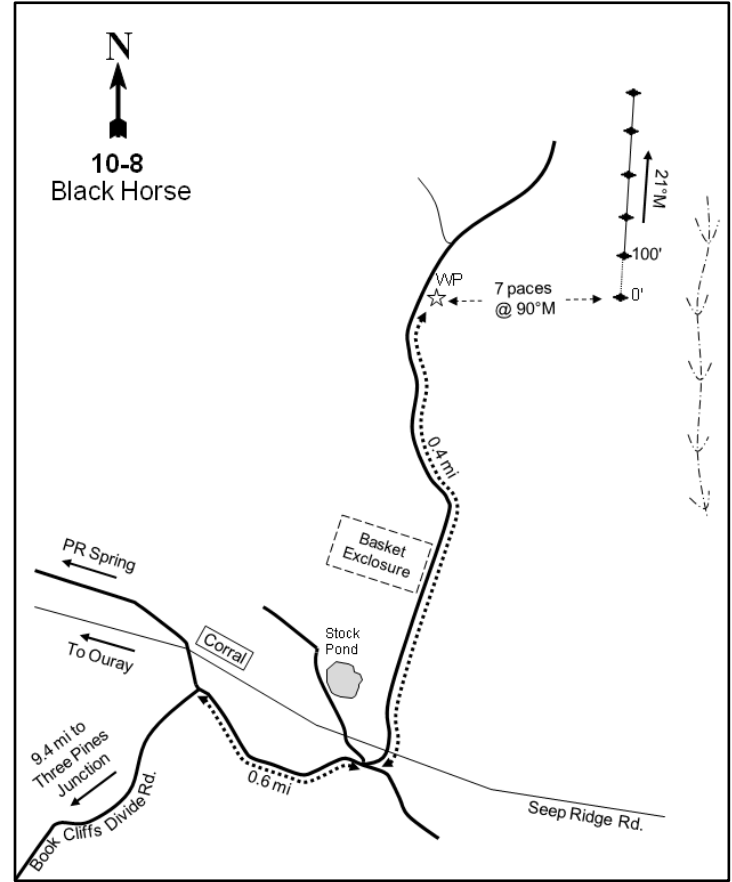 N
10-8
Black Horse
21°M
WP
100'
7 paces
@ 90°M
0'
0.4 mi
Basket
Exclosure
PR Spring
Corral
Stock
Pond
To Ouray
9.4 mi to
Three Pines
Junction
0.6 mi
Seep Ridge Rd.
Book Cliffs Divide Rd.